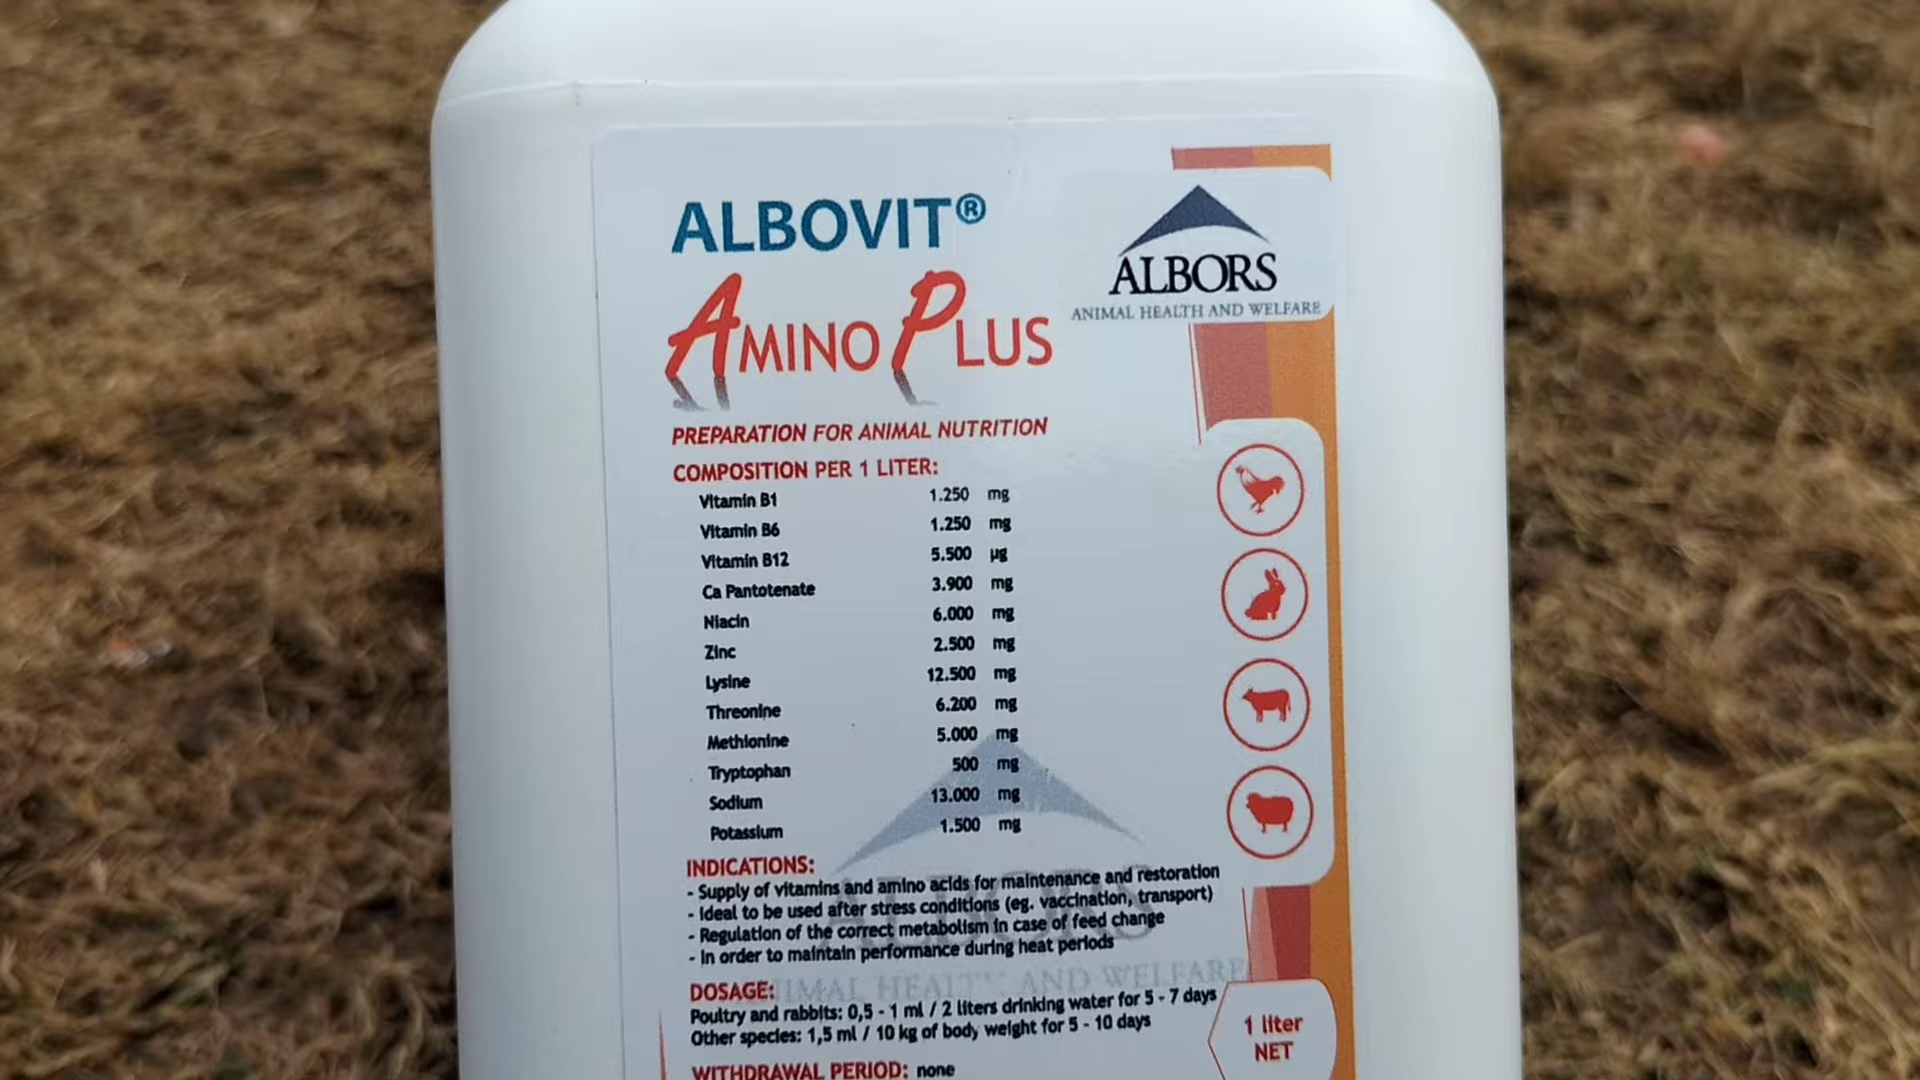 ALBOVIT®
AMINO PLUS
ALBORS
ANIMAL HEALTH AND WELFARE
PREPARATION FOR ANIMAL NUTRITION
COMPOSITION PER 1 LITER:
Vitamin B1 1.250 mg
Vitamin B6 1.250 mg
Vitamin B12 5.500 µg
Ca Pantotenate 3.900 mg
Niacin 6.000 mg
Zinc 2.500 mg
Lysine 12.500 mg
Threonine 6.200 mg
Methionine 5.000 mg
Tryptophan 500 mg
Sodium 13.000 mg
Potassium 1.500 mg
INDICATIONS:
- Supply of vitamins and amino acids for maintenance and restoration
- Ideal to be used after stress conditions (eg. vaccination, transport)
- Regulation of the correct metabolism in case of feed change
- In order to maintain performance during heat periods
ALBORS
ANIMAL HEALTH AND WELFARE
DOSAGE:
Poultry and rabbits: 0,5 - 1 ml / 2 liters drinking water for 5 - 7 days
Other species: 1,5 ml / 10 kg of body weight for 5 - 10 days
WITHDRAWAL PERIOD: none
1 liter
NET